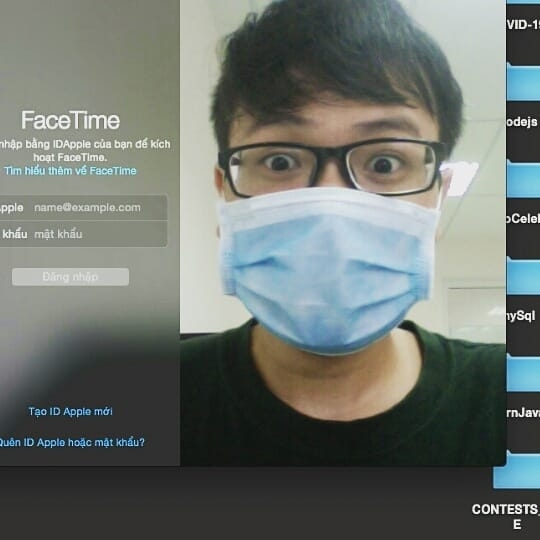 FaceTime
nhập bằng IDApple của bạn để kích
hoạt FaceTime.
Tìm hiểu thêm về FaceTime
Apple name@example.com
khẩu mật khẩu
Đăng nhập
Tạo ID Apple mới
Quên ID Apple hoặc mật khẩu?
VID-19
odejs
oCeleb
mySql
rnJava
CONTESTS_
E